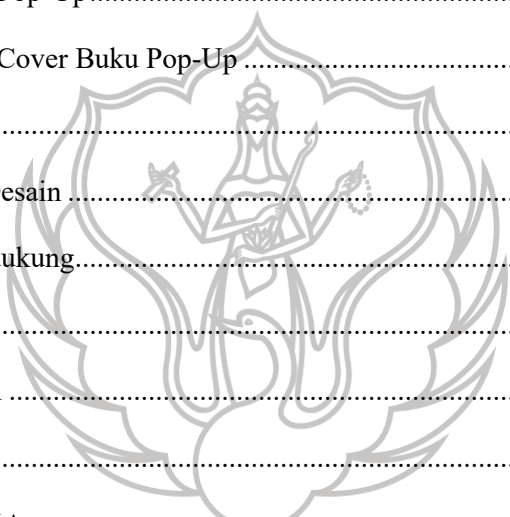 Pop-Up..........................................................
Cover Buku Pop-Up ....................................
.....................................................................
esain ............................................................
ukung...........................................................
.....................................................................
....................................................................
.....................................................................